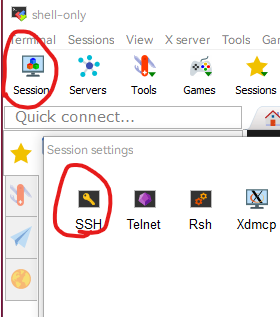 shell-only
Terminal Sessions View X server Tools Gam
Session Servers Tools Games Sessions
Quick connect...
Session settings
SSH Telnet Rsh Xdmcp